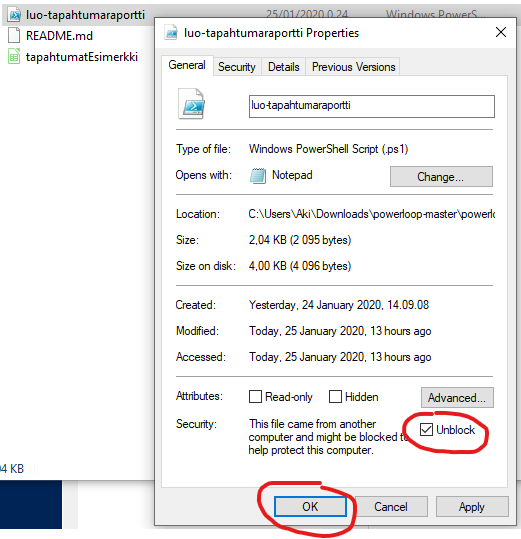 luo-tapahtumaraportti 25/01/2020 0.24 Windows PowerS...
README.md
tapahtumatEsimerkki
luo-tapahtumaraportti Properties
General Security Details Previous Versions
luo-tapahtumaraportti
Type of file: Windows PowerShell Script (.ps1)
Opens with: Notepad Change...
Location: C:\Users\Aki\Downloads\powerloop-master\powerlo
Size: 2,04 KB (2 095 bytes)
Size on disk: 4,00 KB (4 096 bytes)
Created: Yesterday, 24 January 2020, 14.09.08
Modified: Today, 25 January 2020, 13 hours ago
Accessed: Today, 25 January 2020, 13 hours ago
Attributes: Read-only Hidden Advanced...
Security: This file came from another
computer and might be blocked to
help protect this computer.
Unblock
04 KB
OK Cancel Apply